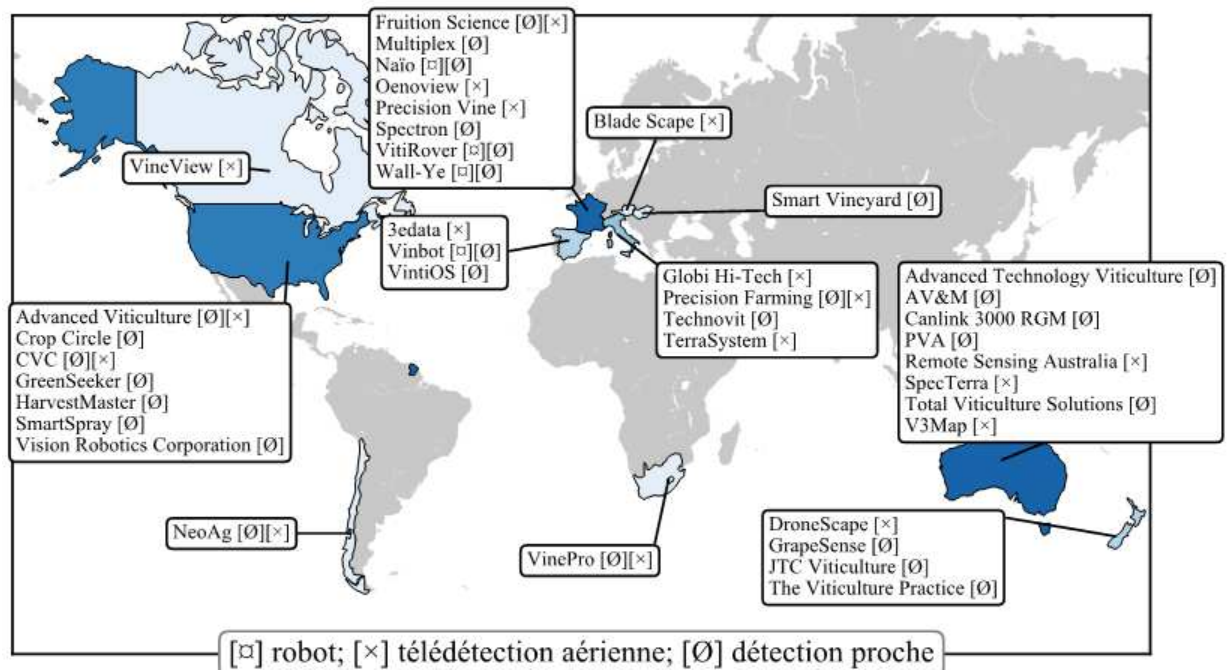 Fruition Science [Ø][×]
Multiplex [Ø]
Naïo [¤][Ø]
Oenoview [×]
Precision Vine [×]
Spectron [Ø]
VitiRover [¤][Ø]
Wall-Ye [¤][Ø]
Blade Scape [×]
VineView [×]
Smart Vineyard [Ø]
3edata [×]
Vinbot [¤][Ø]
VintiOS [Ø]
Globi Hi-Tech [×]
Precision Farming [Ø][×]
Technovit [Ø]
TerraSystem [×]
Advanced Technology Viticulture [Ø]
AV&M [Ø]
Canlink 3000 RGM [Ø]
PVA [Ø]
Remote Sensing Australia [×]
SpecTerra [×]
Total Viticulture Solutions [Ø]
V3Map [×]
Advanced Viticulture [Ø][×]
Crop Circle [Ø]
CVC [Ø][×]
GreenSeeker [Ø]
HarvestMaster [Ø]
SmartSpray [Ø]
Vision Robotics Corporation [Ø]
NeoAg [Ø][×]
VinePro [Ø][×]
DroneScape [×]
GrapeSense [Ø]
JTC Viticulture [Ø]
The Viticulture Practice [Ø]
[¤] robot; [×] télédétection aérienne; [Ø] détection proche